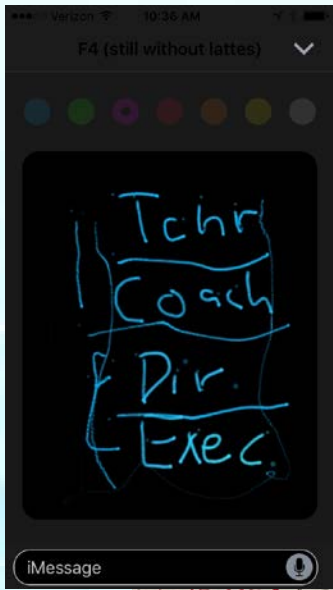 Verizon 10:36 AM
F4 (still without lattes)
Tchr
Coach
Dir.
Exec.
iMessage